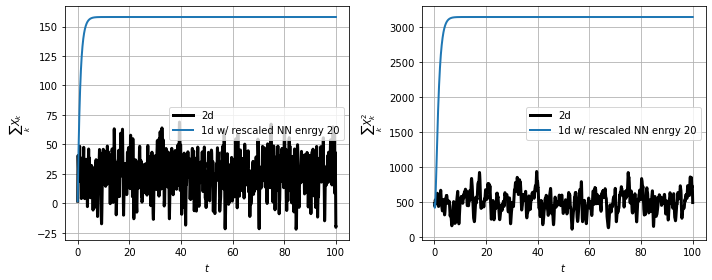 150
125
100
75
50
25
0
−25
∑ₖ Xₖ
0 20 40 60 80 100
t
2d
1d w/ rescaled NN enrgy 20
3000
2500
2000
1500
1000
500
0
∑ₖ Xₖ²
0 20 40 60 80 100
t
2d
1d w/ rescaled NN enrgy 20